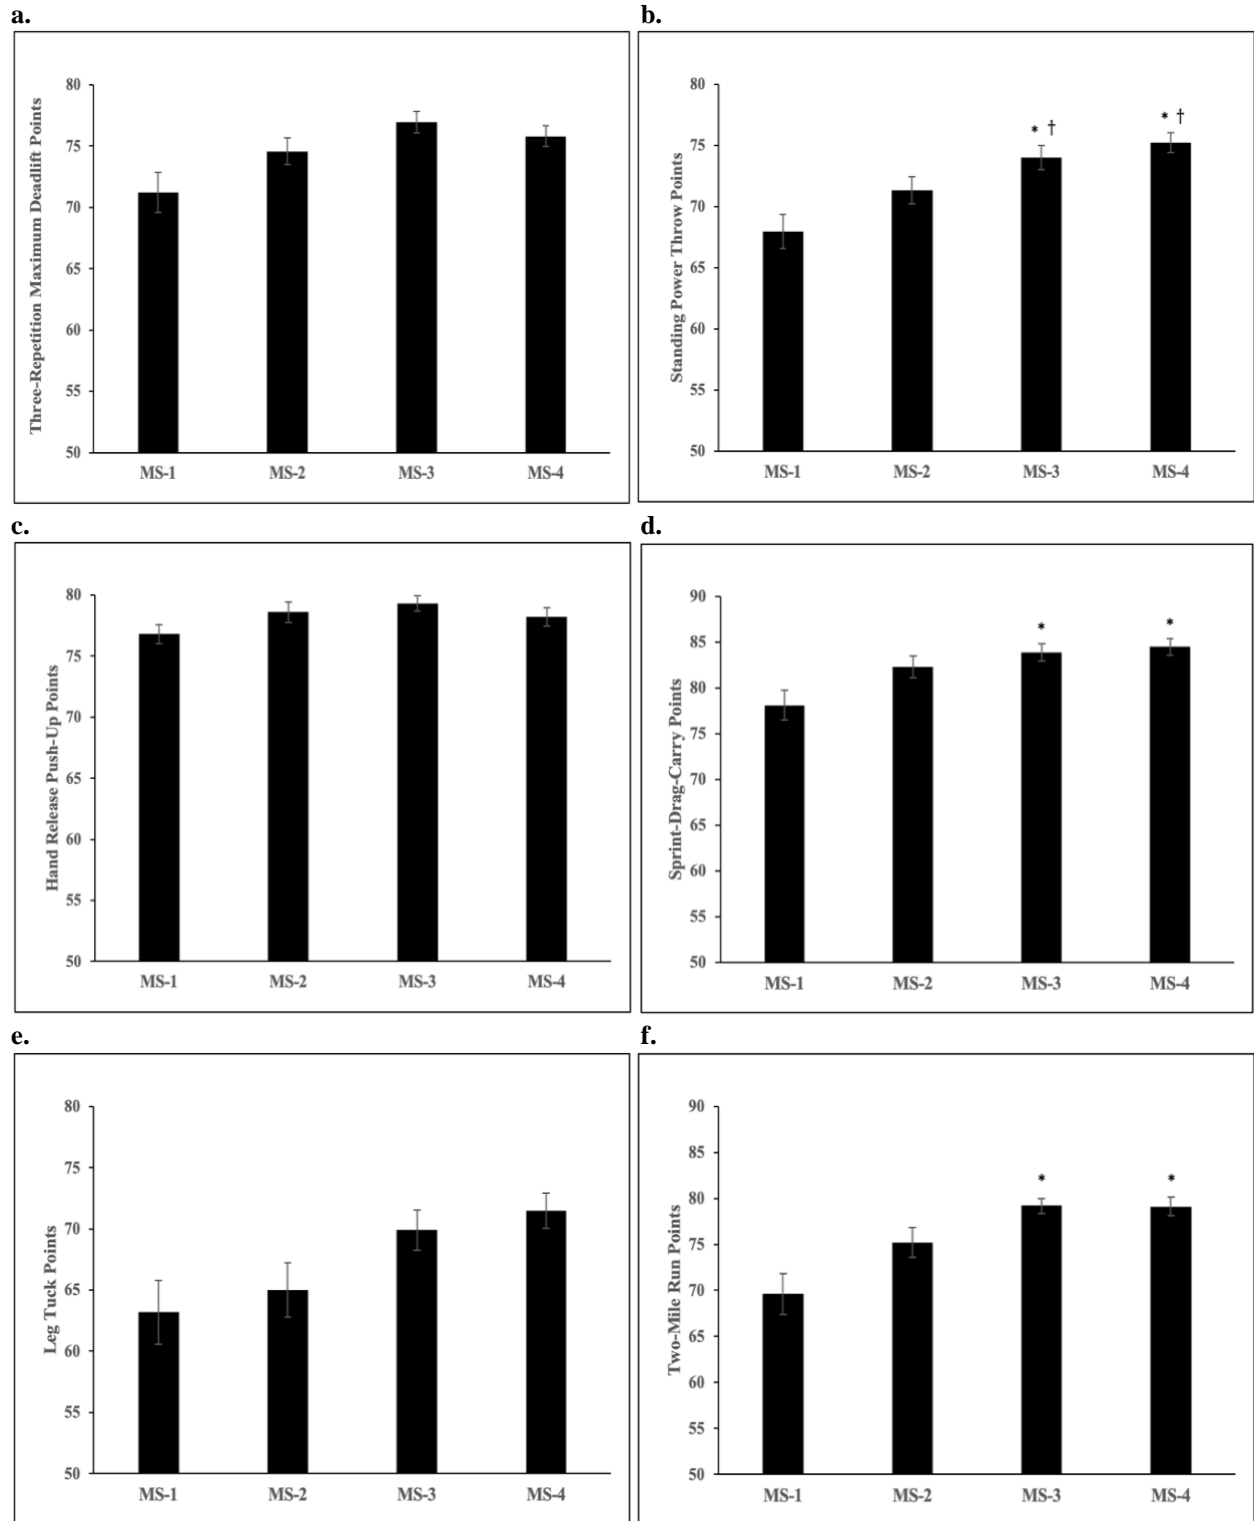 a.
Three-Repetition Maximum Deadlift Points
80
75
70
65
60
55
50
MS-1 MS-2 MS-3 MS-4
b.
Standing Power Throw Points
80
75
70
65
60
55
50
* †
* †
MS-1 MS-2 MS-3 MS-4
c.
Hand Release Push-Up Points
80
75
70
65
60
55
50
MS-1 MS-2 MS-3 MS-4
d.
Sprint-Drag-Carry Points
90
85
80
75
70
65
60
55
50
*
*
MS-1 MS-2 MS-3 MS-4
e.
Leg Tuck Points
80
75
70
65
60
55
50
MS-1 MS-2 MS-3 MS-4
f.
Two-Mile Run Points
90
85
80
75
70
65
60
55
50
*
*
MS-1 MS-2 MS-3 MS-4